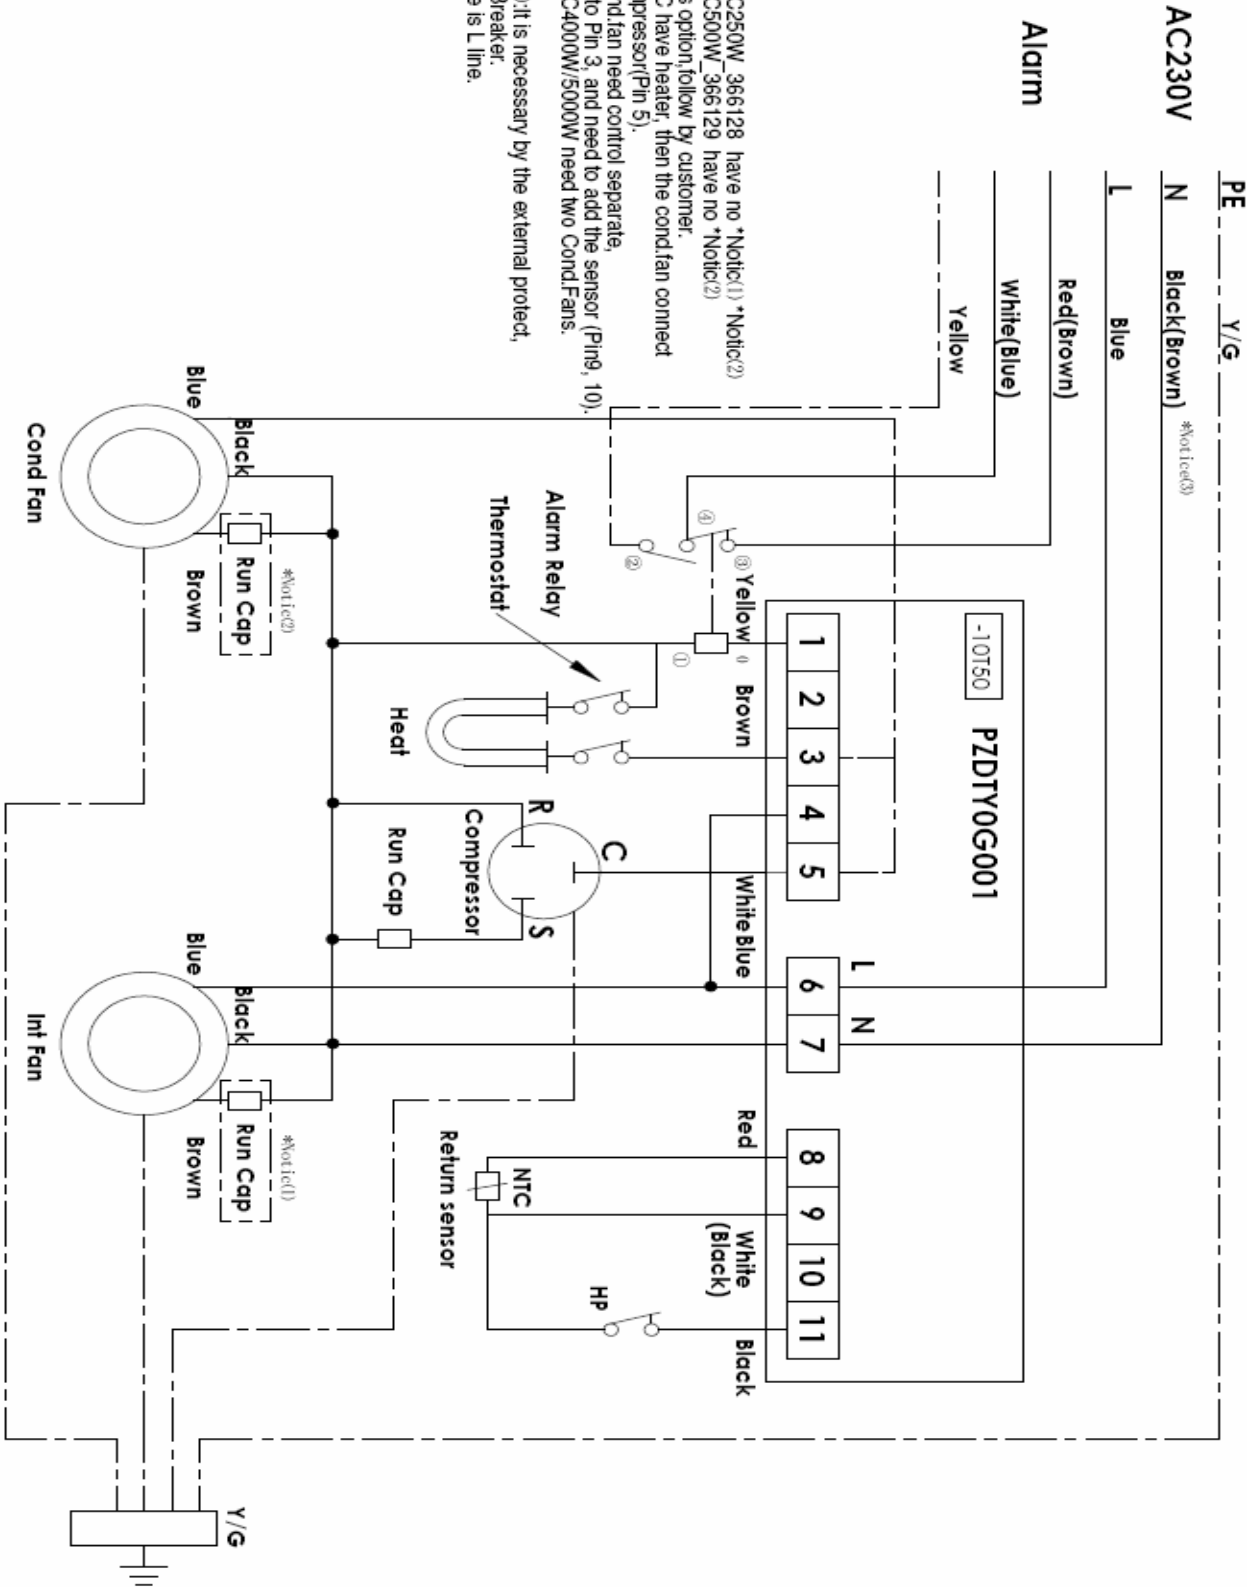 AC230V
Alarm
PE
N
L
Y/G
Black(Brown)
*Notice(3)
Blue
Red(Brown)
White(Blue)
Yellow
C250W_366128 have no *Notic(1) *Notic(2)
C500W_366129 have no *Notic(2)
option,follow by customer.
C have heater, then the cond.fan connect
pressor(Pin 5).
nd.fan need control separate,
to Pin 3, and need to add the sensor (Pin9, 10).
C4000W/5000W need two Cond.Fans.
:It is necessary by the external protect,
Breaker.
e is L line.
-10T50
PZDTY0G001
1
2
3
4
5
L
N
6
7
8
9
10
11
④
③
②
①
Yellow
Brown
White
Blue
Red
White
(Black)
Black
Alarm Relay
Thermostat
Heat
C
R
S
Compressor
Run Cap
NTC
Return sensor
HP
Blue
Black
Cond Fan
Run Cap
Brown
*Notic(2)
Blue
Black
Int Fan
Run Cap
Brown
*Notic(1)
Y/G